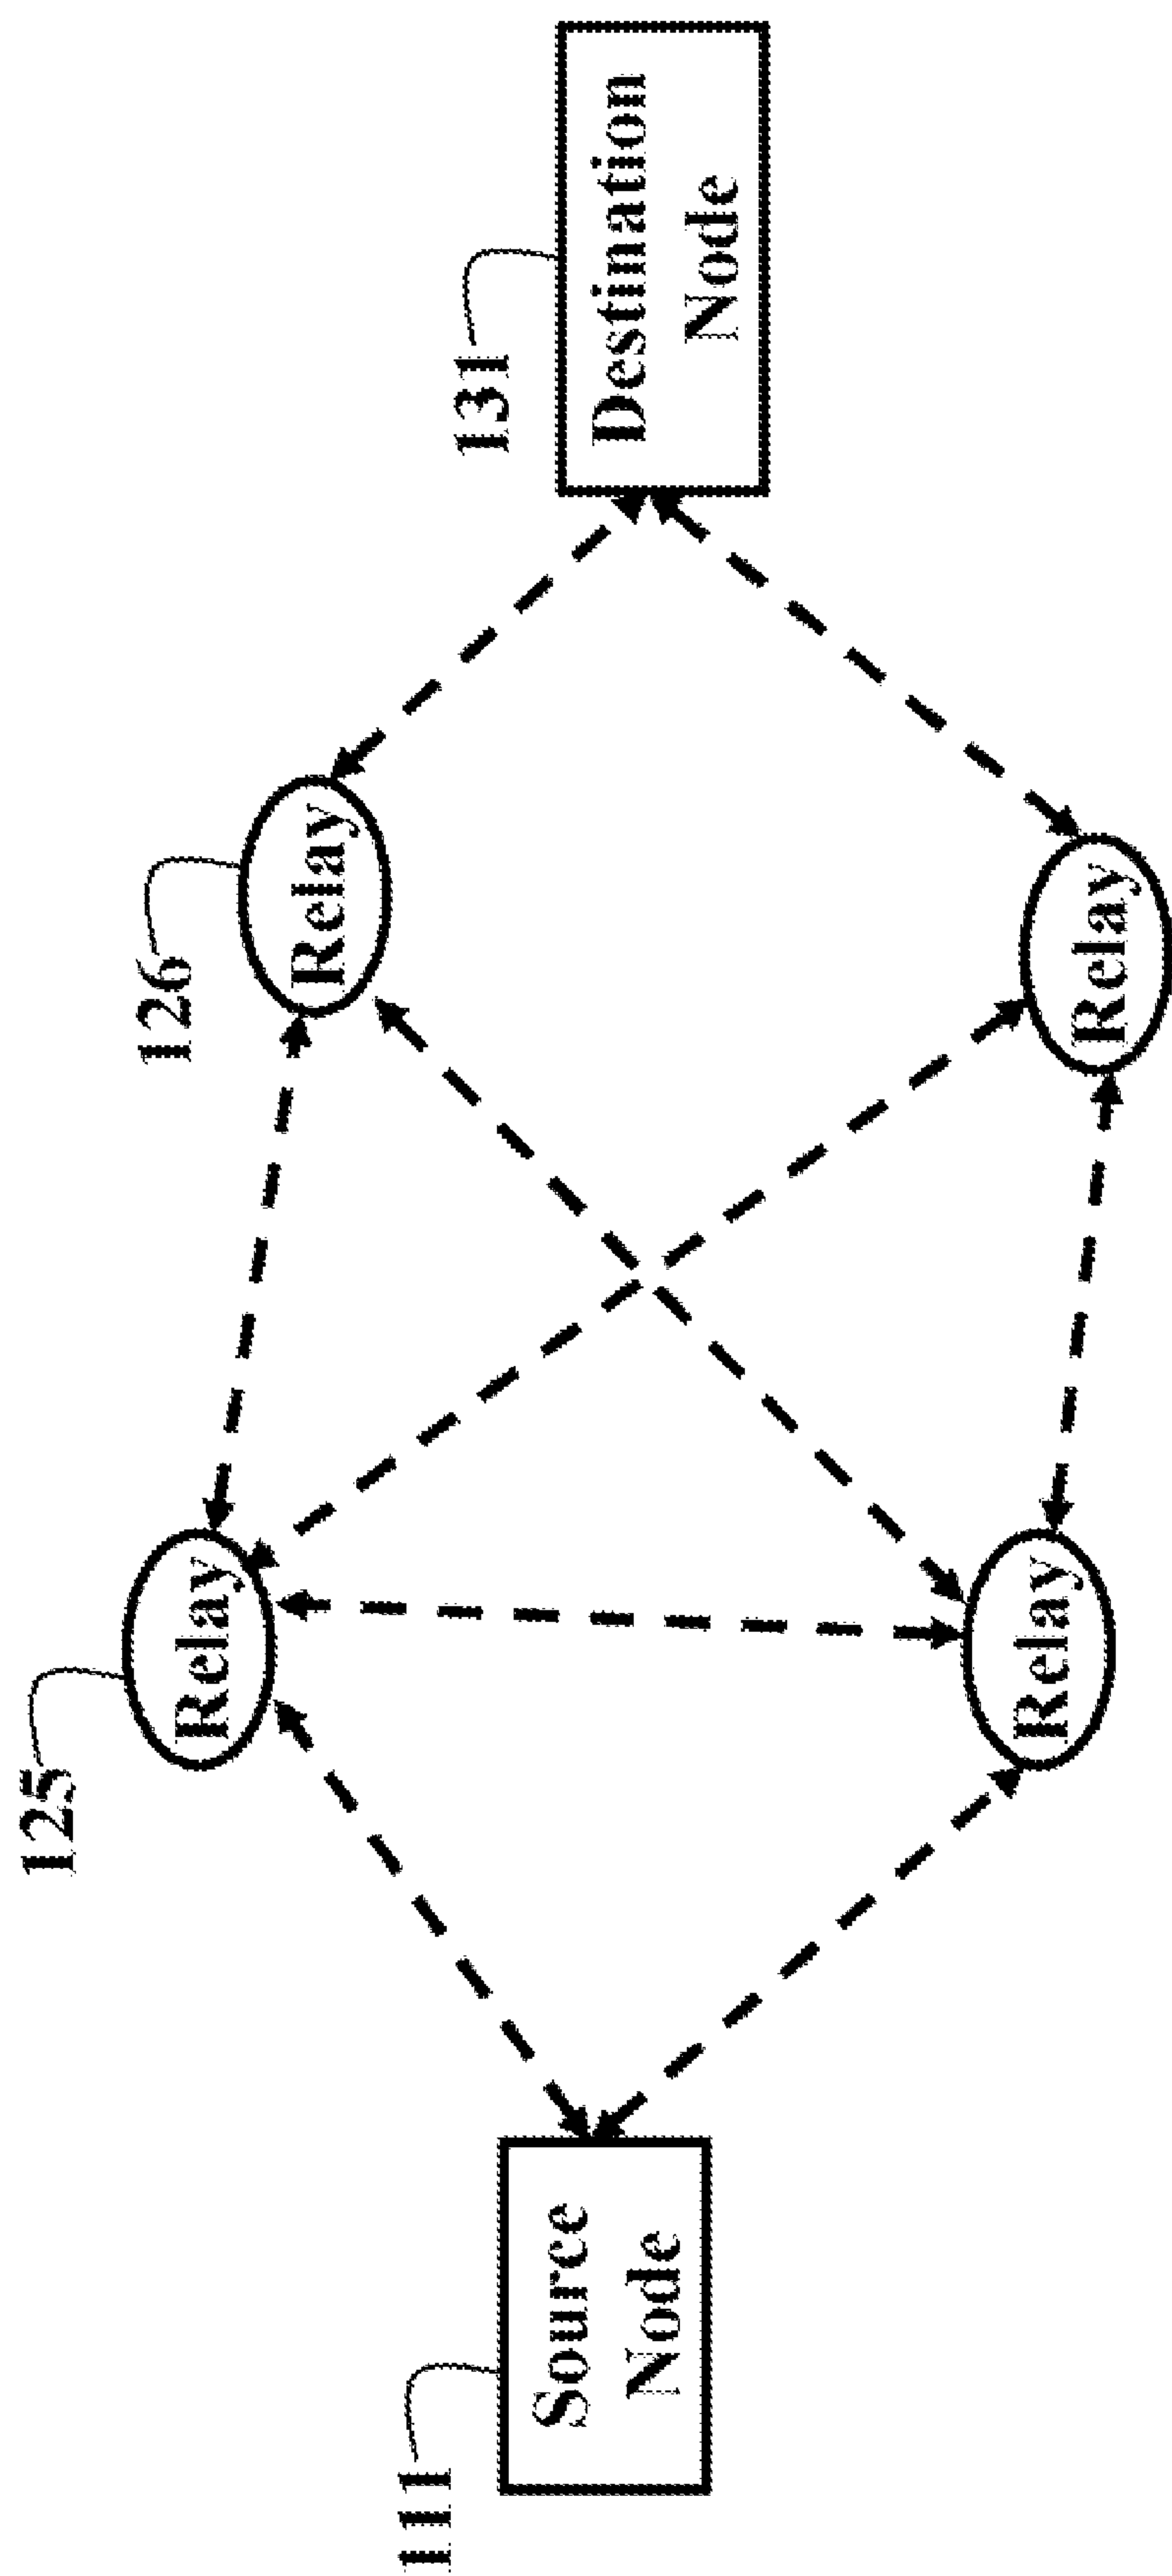 125
Relay
126
Relay
131
Destination
Node
111
Source
Node
Relay
Relay